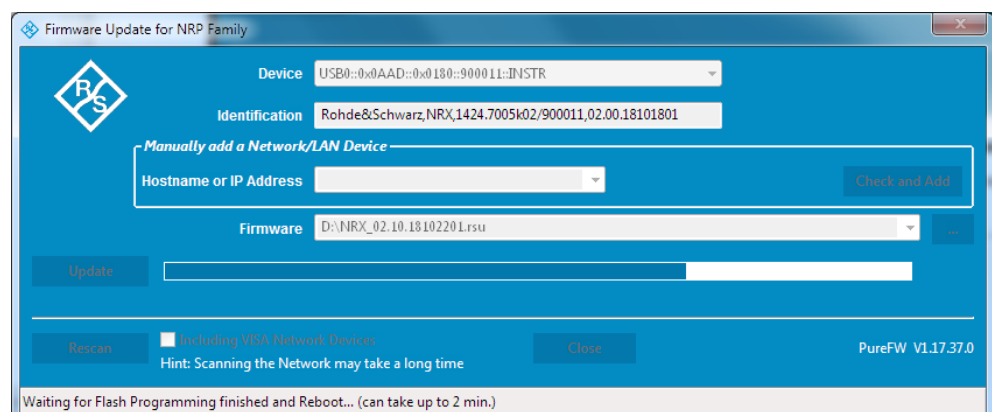 Firmware Update for NRP Family
X
R
S
Device USB0::0x0AAD::0x0180::900011::INSTR
Identification Rohde&Schwarz,NRX,1424.7005k02/900011,02.00.18101801
Manually add a Network/LAN Device
Hostname or IP Address
Check and Add
Firmware D:\NRX_02.10.18102201.rsu
...
Update
Rescan
Including VISA Network Devices
Close
PureFW V1.17.37.0
Hint: Scanning the Network may take a long time
Waiting for Flash Programming finished and Reboot... (can take up to 2 min.)